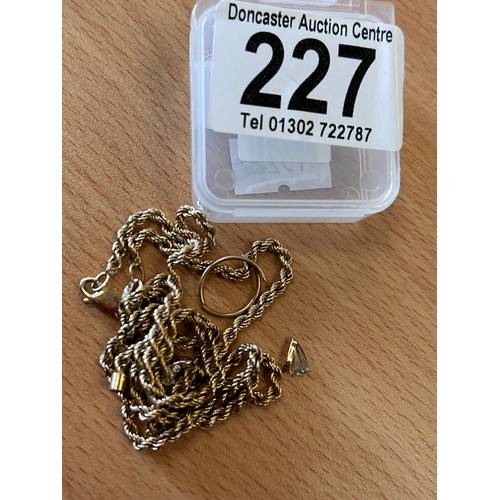 Doncaster Auction Centre
227
Tel 01302 722787